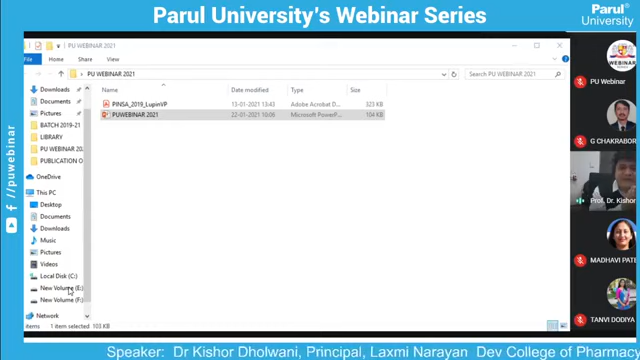 Parul University's Webinar Series
Parul®
University
PU WEBINAR 2021
File
PU WEBINAR 2021
Search PU WEBINAR 2021
Name
Date modified
Type
Size
PINSA_2019_LupinVP
13-01-2021 13:43
Adobe Acrobat D...
323 KB
PUWEBINAR 2021
22-01-2021 10:06
Microsoft PowerP...
104 KB
Downloads
Documents
Pictures
BATCH 2019-21
LIBRARY
PU WEBINAR 202
PUBLICATION O
OneDrive
This PC
Desktop
Documents
Downloads
Music
Pictures
Videos
Local Disk (C:)
New Volume (E:)
New Volume (F:)
Network
items
1 item selected 103 KB
WEBINAR
PU Webinar
G CHAKRABOR
Prof. Dr. Kishor
MADHAVI PATE
TANVI DODIYA
//puwebinar
Speaker: Dr Kishor Dholwani, Principal, Laxmi Narayan Dev College of Pharmacy